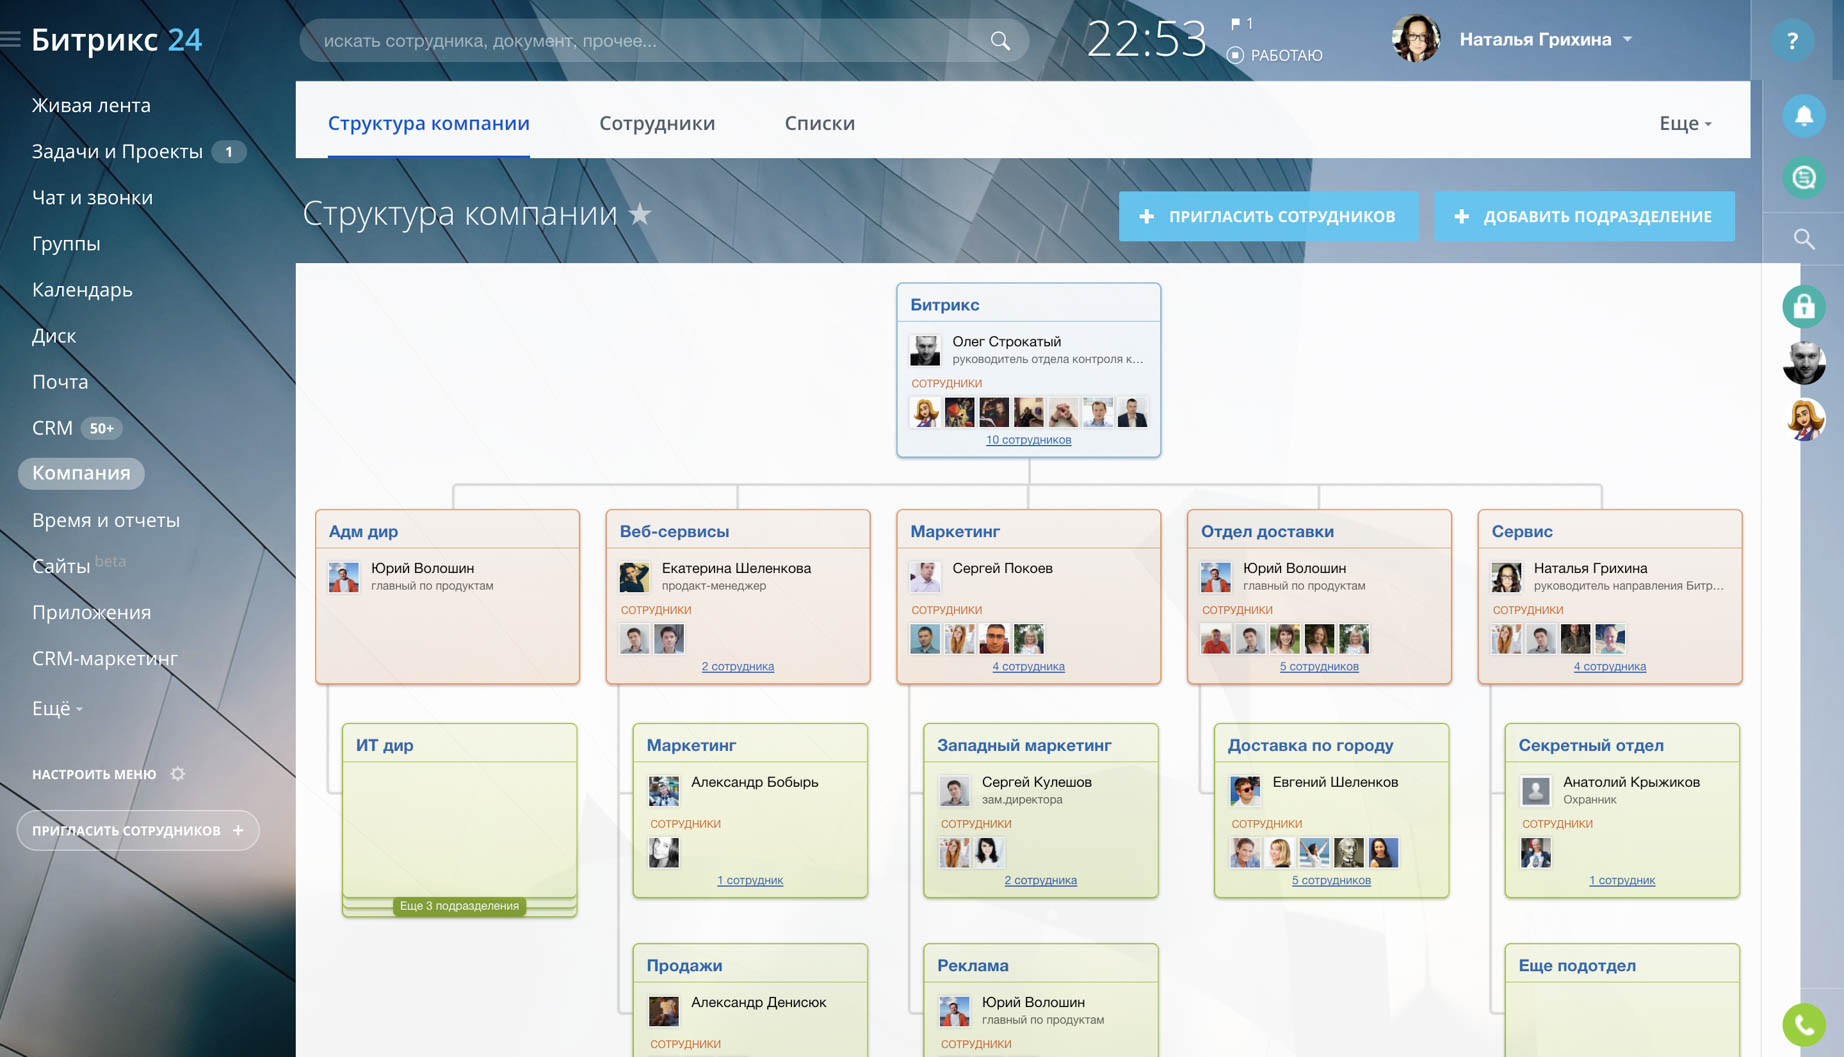 Битрикс 24
искать сотрудника, документ, прочее...
22:53
1
РАБОТАЮ
Наталья Грихина
?
Живая лента
Задачи и Проекты 1
Чат и звонки
Группы
Календарь
Диск
Почта
CRM 50+
Компания
Время и отчеты
Сайты beta
Приложения
CRM-маркетинг
Ещё
НАСТРОИТЬ МЕНЮ
ПРИГЛАСИТЬ СОТРУДНИКОВ +
Структура компании
Сотрудники
Списки
Еще
Структура компании
+ ПРИГЛАСИТЬ СОТРУДНИКОВ
+ ДОБАВИТЬ ПОДРАЗДЕЛЕНИЕ
Битрикс
Олег Строкатый
руководитель отдела контроля к...
СОТРУДНИКИ
10 сотрудников
Адм дир
Юрий Волошин
главный по продуктам
Веб-сервисы
Екатерина Шеленкова
продакт-менеджер
СОТРУДНИКИ
2 сотрудника
Маркетинг
Сергей Покоев
СОТРУДНИКИ
4 сотрудника
Отдел доставки
Юрий Волошин
главный по продуктам
СОТРУДНИКИ
5 сотрудников
Сервис
Наталья Грихина
руководитель направления Битр...
СОТРУДНИКИ
4 сотрудника
ИТ дир
Еще 3 подразделения
Маркетинг
Александр Бобырь
СОТРУДНИКИ
1 сотрудник
Западный маркетинг
Сергей Кулешов
зам.директора
СОТРУДНИКИ
2 сотрудника
Доставка по городу
Евгений Шеленков
СОТРУДНИКИ
5 сотрудников
Секретный отдел
Анатолий Крыжиков
Охранник
СОТРУДНИКИ
1 сотрудник
Продажи
Александр Денисюк
СОТРУДНИКИ
Реклама
Юрий Волошин
главный по продуктам
СОТРУДНИКИ
Еще подотдел